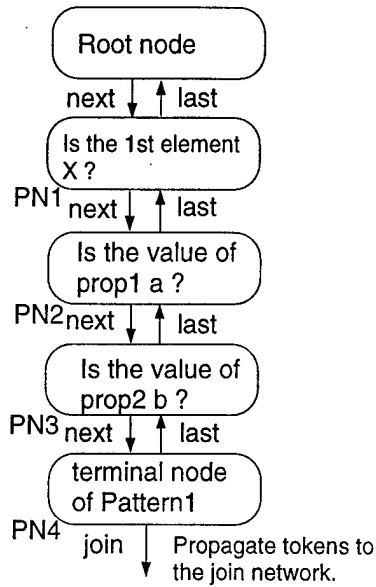 Root node
next last
Is the 1st element
X ?
PN1 next last
Is the value of
prop1 a ?
PN2 next last
Is the value of
prop2 b ?
PN3 next last
terminal node
of Pattern1
PN4
join Propagate tokens to
the join network.